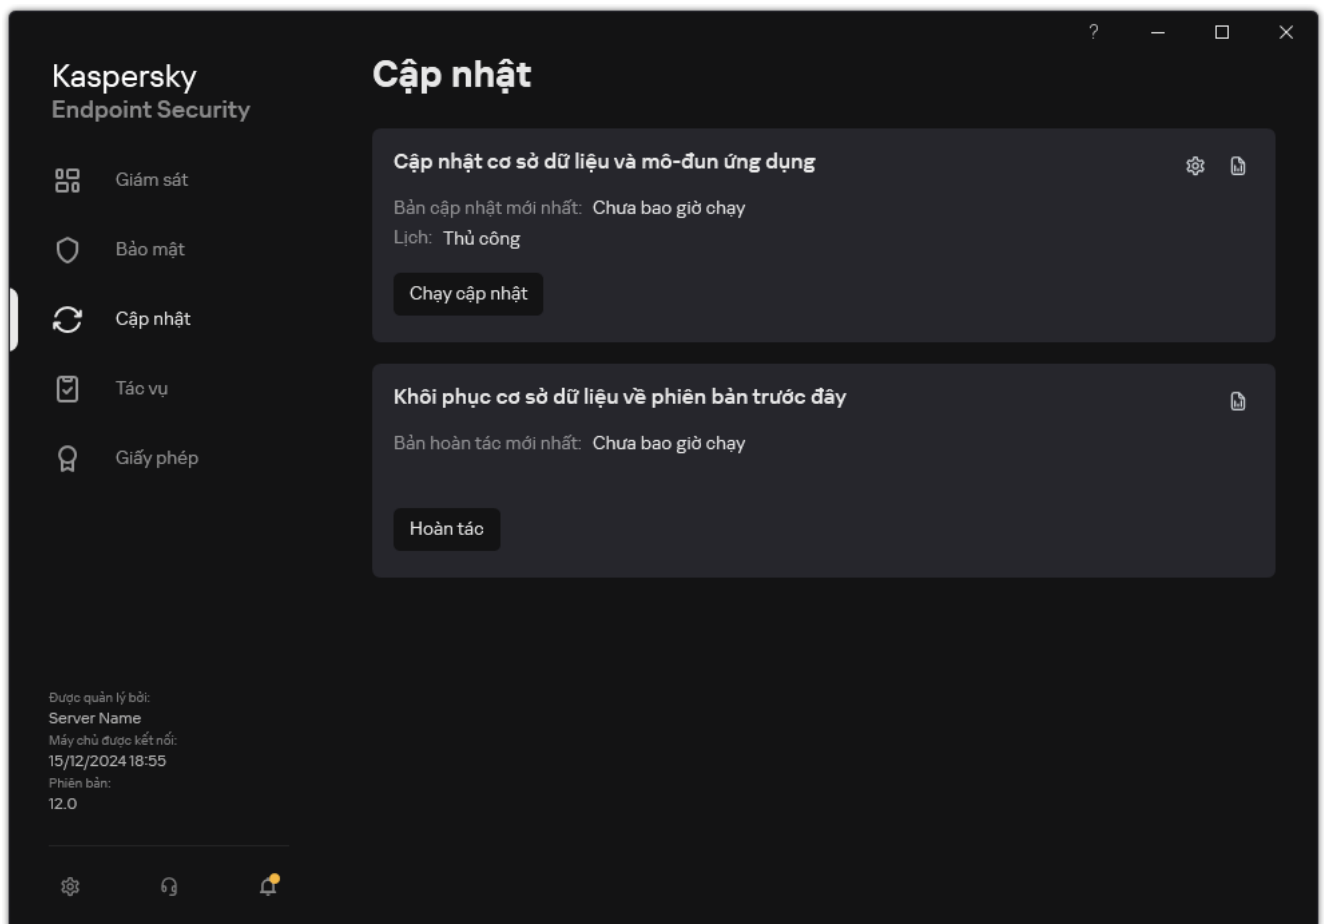 ?
Kaspersky
Endpoint Security
Giám sát
Bảo mật
Cập nhật
Tác vụ
Giấy phép
Được quản lý bởi:
Server Name
Máy chủ được kết nối:
15/12/2024 18:55
Phiên bản:
12.0
Cập nhật
Cập nhật cơ sở dữ liệu và mô-đun ứng dụng
Bản cập nhật mới nhất: Chưa bao giờ chạy
Lịch: Thủ công
Chạy cập nhật
Khôi phục cơ sở dữ liệu về phiên bản trước đây
Bản hoàn tác mới nhất: Chưa bao giờ chạy
Hoàn tác